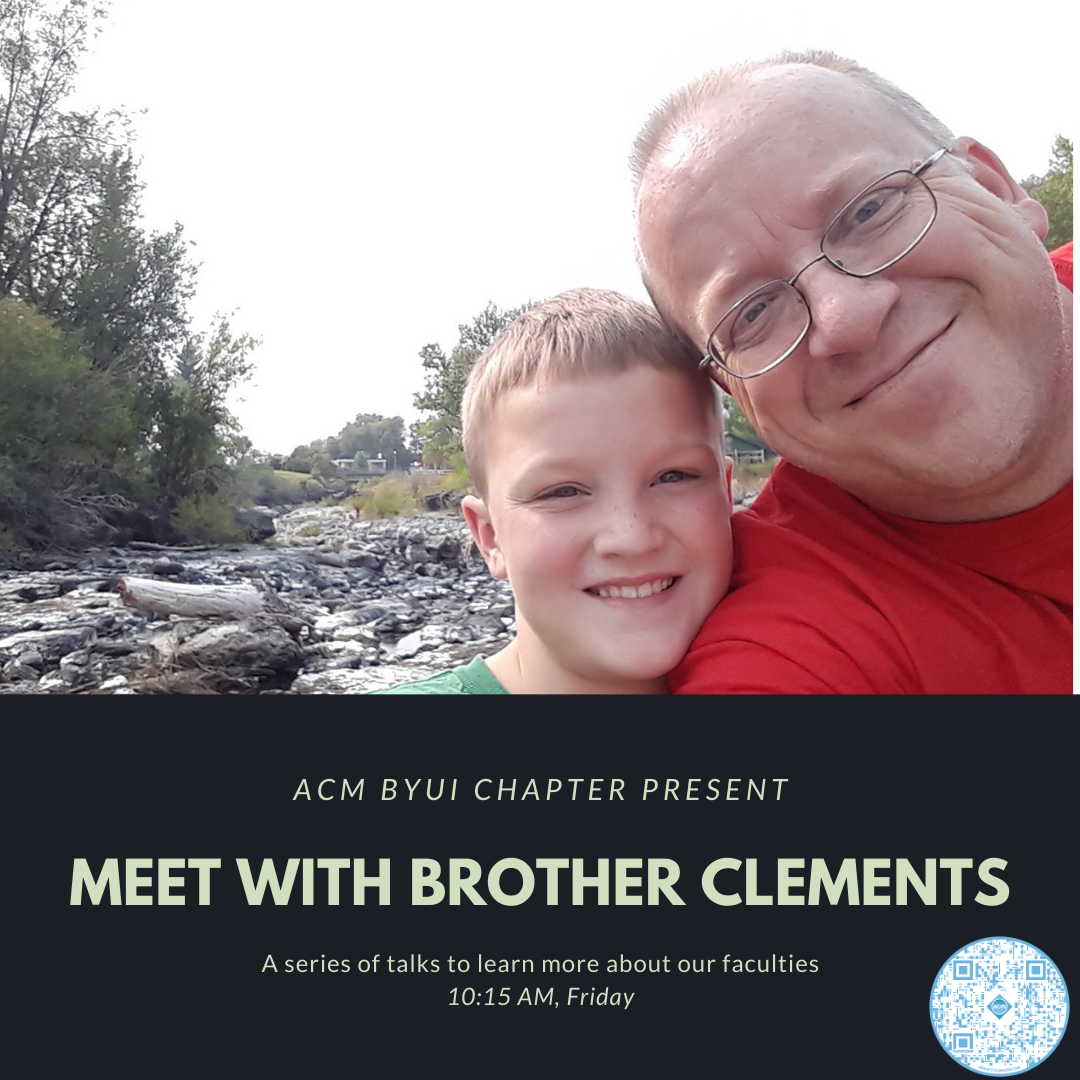 ACM BYUI CHAPTER PRESENT
MEET WITH BROTHER CLEMENTS
A series of talks to learn more about our faculties
10:15 AM, Friday